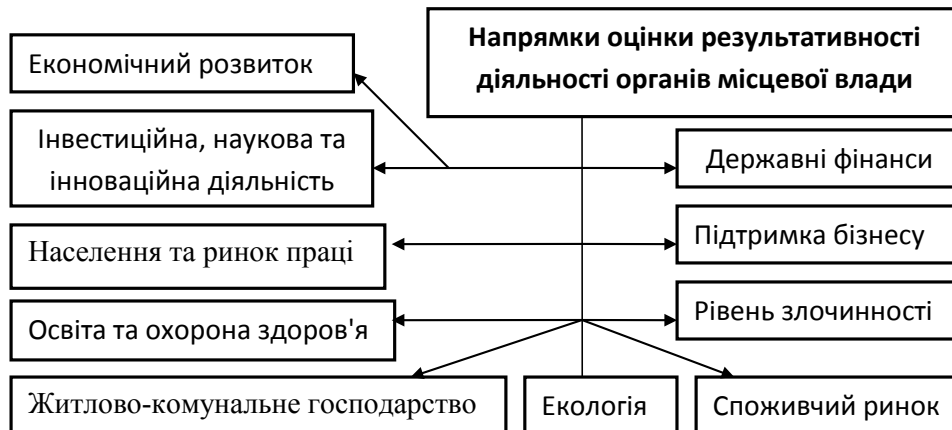 Напрямки оцінки результативності
діяльності органів місцевої влади
Економічний розвиток
Інвестиційна, наукова та
інноваційна діяльність
Державні фінанси
Населення та ринок праці
Підтримка бізнесу
Освіта та охорона здоров'я
Рівень злочинності
Житлово-комунальне господарство
Екологія
Споживчий ринок